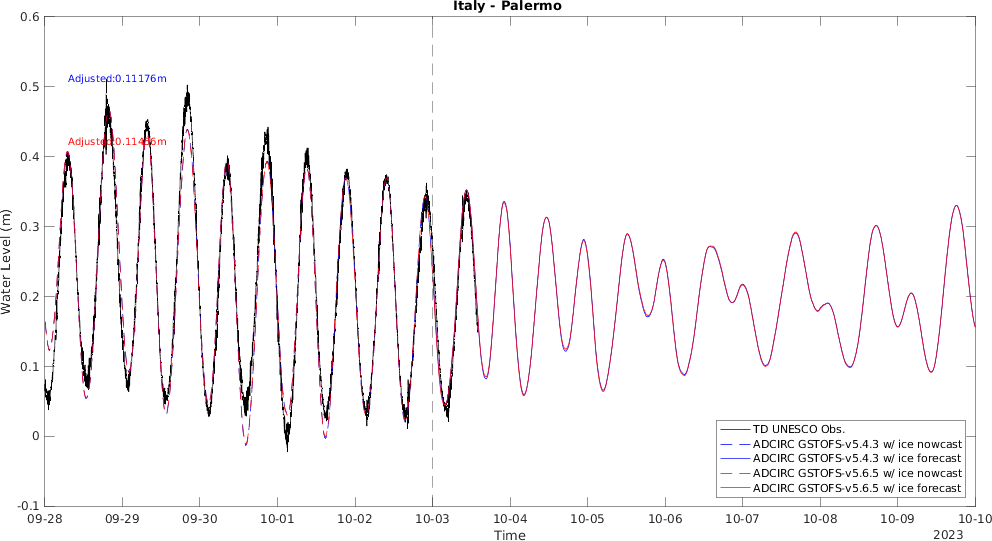 Italy - Palermo
0.6
0.5
0.4
0.3
0.2
0.1
0
-0.1
Water Level (m)
Adjusted:0.11176m
Adjusted:0.11456m
TD UNESCO Obs.
ADCIRC GSTOFS-v5.4.3 w/ ice nowcast
ADCIRC GSTOFS-v5.4.3 w/ ice forecast
ADCIRC GSTOFS-v5.6.5 w/ ice nowcast
ADCIRC GSTOFS-v5.6.5 w/ ice forecast
09-28 09-29 09-30 10-01 10-02 10-03 10-04 10-05 10-06 10-07 10-08 10-09 10-10
Time
2023